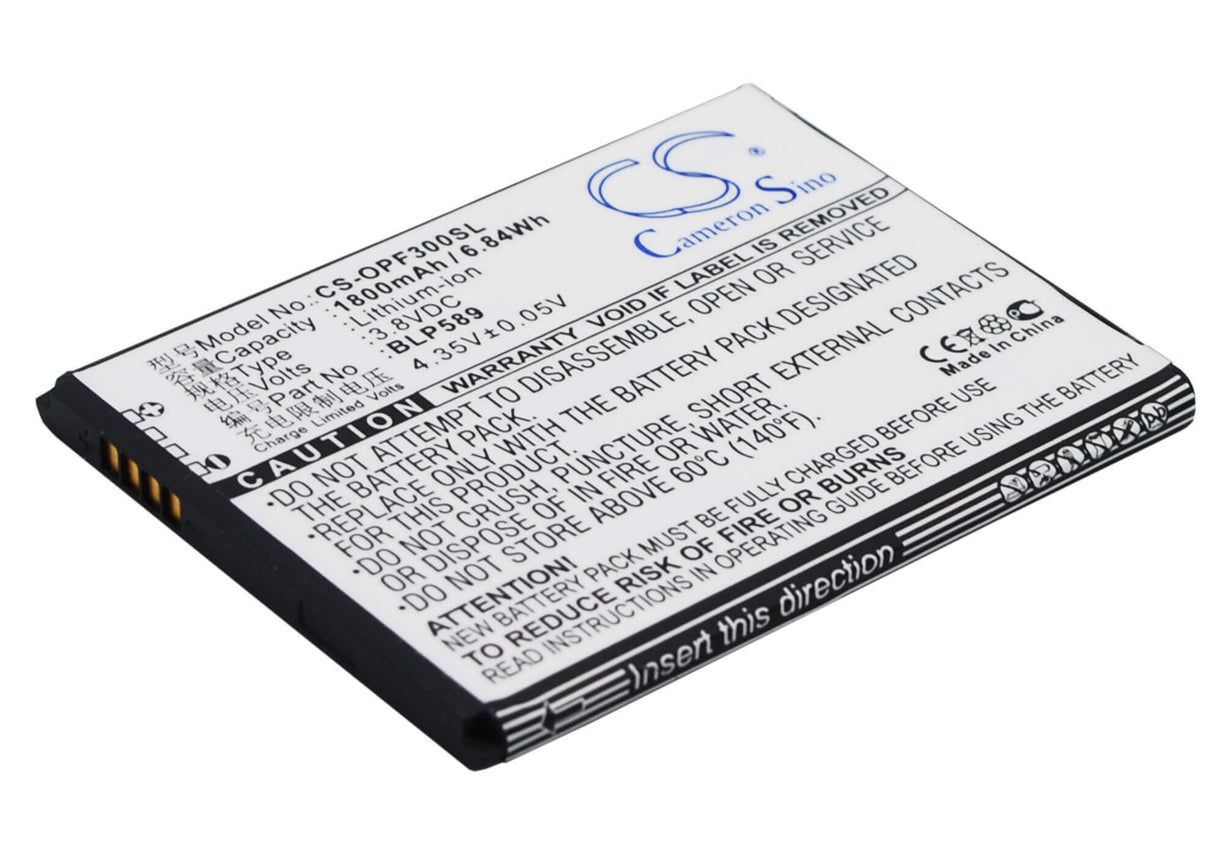 CS®
Cameron Sino
型号Model No: CS-OPF300SL
容量Capacity : 1800mAh / 6.84Wh
规格Type : Lithium-ion
电压Volts : 3.8VDC
编号Part No : BLP589
充电限制电压 4.35V±0.05V
Charge Limited Volts
CAUTION WARRANTY VOIDED IF LABEL IS REMOVED
•DO NOT ATTEMPT TO DISASSEMBLE, OPEN OR SERVICE
THE BATTERY PACK.
•REPLACE ONLY WITH THE BATTERY PACK DESIGNATED
FOR THIS PRODUCT.
•DO NOT CRUSH, PUNCTURE, SHORT EXTERNAL CONTACTS
OR DISPOSE OF IN FIRE OR WATER.
•DO NOT STORE ABOVE 60°C (140°F).
ATTENTION!
NEW BATTERY PACK MUST BE FULLY CHARGED BEFORE USE
TO REDUCE RISK OF FIRE OR BURNS
READ INSTRUCTIONS BEFORE USING BATTERY
CE
Made in China
Insert this direction